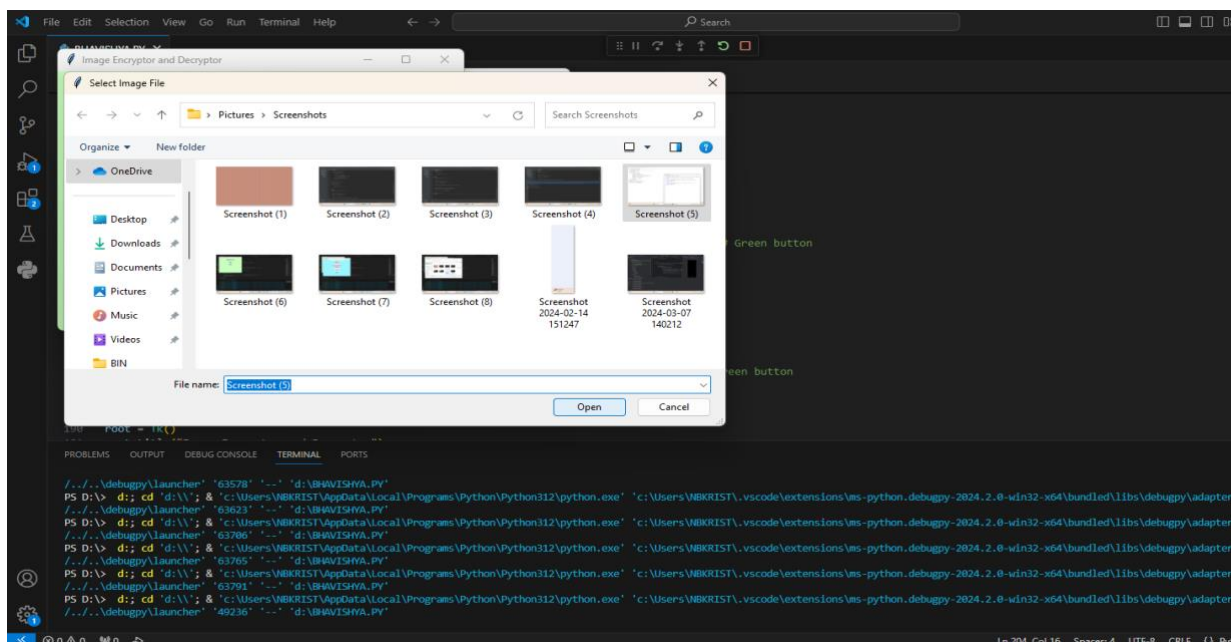 File Edit Selection View Go Run Terminal Help
Search
BHAVISHYA.PY
Image Encryptor and Decryptor
Select Image File
Pictures > Screenshots
Search Screenshots
Organize
New folder
OneDrive
Desktop
Downloads
Documents
Pictures
Music
Videos
BIN
Screenshot (1) Screenshot (2) Screenshot (3) Screenshot (4) Screenshot (5)
Screenshot (6) Screenshot (7) Screenshot (8) Screenshot 2024-02-14 151247 Screenshot 2024-03-07 140212
File name: Screenshot (5)
Open Cancel
Green button
een button
190 root = Tk()
PROBLEMS OUTPUT DEBUG CONSOLE TERMINAL PORTS
/../..\debugpy\launcher' '63578' '--' 'd:\BHAVISHYA.PY'
PS D:\> d:; cd 'd:\\'; & 'c:\Users\NBKRIST\AppData\Local\Programs\Python\Python312\python.exe' 'c:\Users\NBKRIST\.vscode\extensions\ms-python.debugpy-2024.2.0-win32-x64\bundled\libs\debugpy\adapter
/../..\debugpy\launcher' '63623' '--' 'd:\BHAVISHYA.PY'
PS D:\> d:; cd 'd:\\'; & 'c:\Users\NBKRIST\AppData\Local\Programs\Python\Python312\python.exe' 'c:\Users\NBKRIST\.vscode\extensions\ms-python.debugpy-2024.2.0-win32-x64\bundled\libs\debugpy\adapter
/../..\debugpy\launcher' '63706' '--' 'd:\BHAVISHYA.PY'
PS D:\> d:; cd 'd:\\'; & 'c:\Users\NBKRIST\AppData\Local\Programs\Python\Python312\python.exe' 'c:\Users\NBKRIST\.vscode\extensions\ms-python.debugpy-2024.2.0-win32-x64\bundled\libs\debugpy\adapter
/../..\debugpy\launcher' '63765' '--' 'd:\BHAVISHYA.PY'
PS D:\> d:; cd 'd:\\'; & 'c:\Users\NBKRIST\AppData\Local\Programs\Python\Python312\python.exe' 'c:\Users\NBKRIST\.vscode\extensions\ms-python.debugpy-2024.2.0-win32-x64\bundled\libs\debugpy\adapter
/../..\debugpy\launcher' '63791' '--' 'd:\BHAVISHYA.PY'
PS D:\> d:; cd 'd:\\'; & 'c:\Users\NBKRIST\AppData\Local\Programs\Python\Python312\python.exe' 'c:\Users\NBKRIST\.vscode\extensions\ms-python.debugpy-2024.2.0-win32-x64\bundled\libs\debugpy\adapter
/../..\debugpy\launcher' '49236' '--' 'd:\BHAVISHYA.PY'